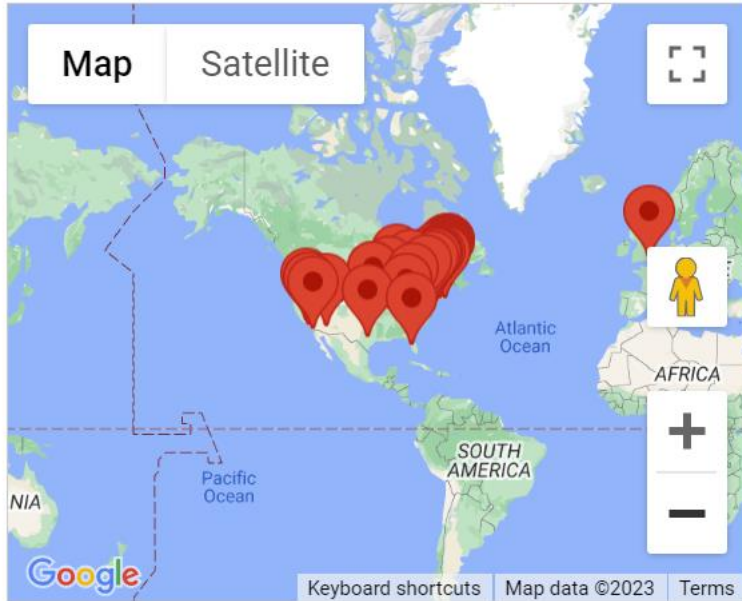 Map Satellite
Atlantic
Ocean
AFRICA
SOUTH
AMERICA
Pacific
Ocean
NIA
Google
Keyboard shortcuts Map data ©2023 Terms